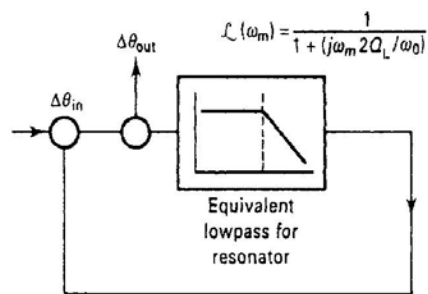 ℒ(ωm) = 1 / 1 + (jωm 2QL/ω0)
Δθout
Δθin
Equivalent
lowpass for
resonator